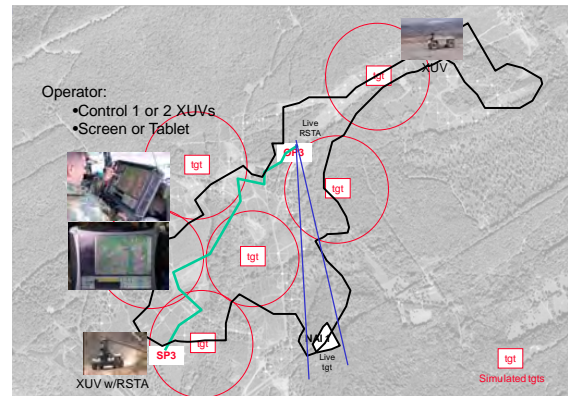 XUV
tgt
Operator:
•Control 1 or 2 XUVs
•Screen or Tablet
Live
RSTA
OP3
tgt
tgt
tgt
tgt
SP3
XUV w/RSTA
Live
tgt
tgt
Simulated tgts